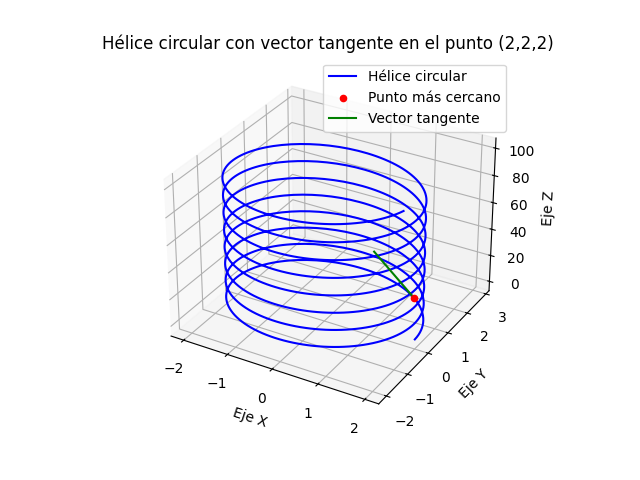 Hélice circular con vector tangente en el punto (2,2,2)
Hélice circular
Punto más cercano
Vector tangente
100
80
60
40
20
0
Eje Z
3
2
1
0
−1
−2
Eje Y
−2
−1
0
1
2
Eje X